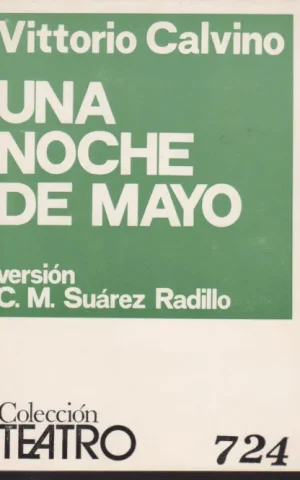 Vittorio Calvino
UNA
NOCHE
DE MAYO
versión
C. M. Suárez Radillo
Colección
TEATRO
724